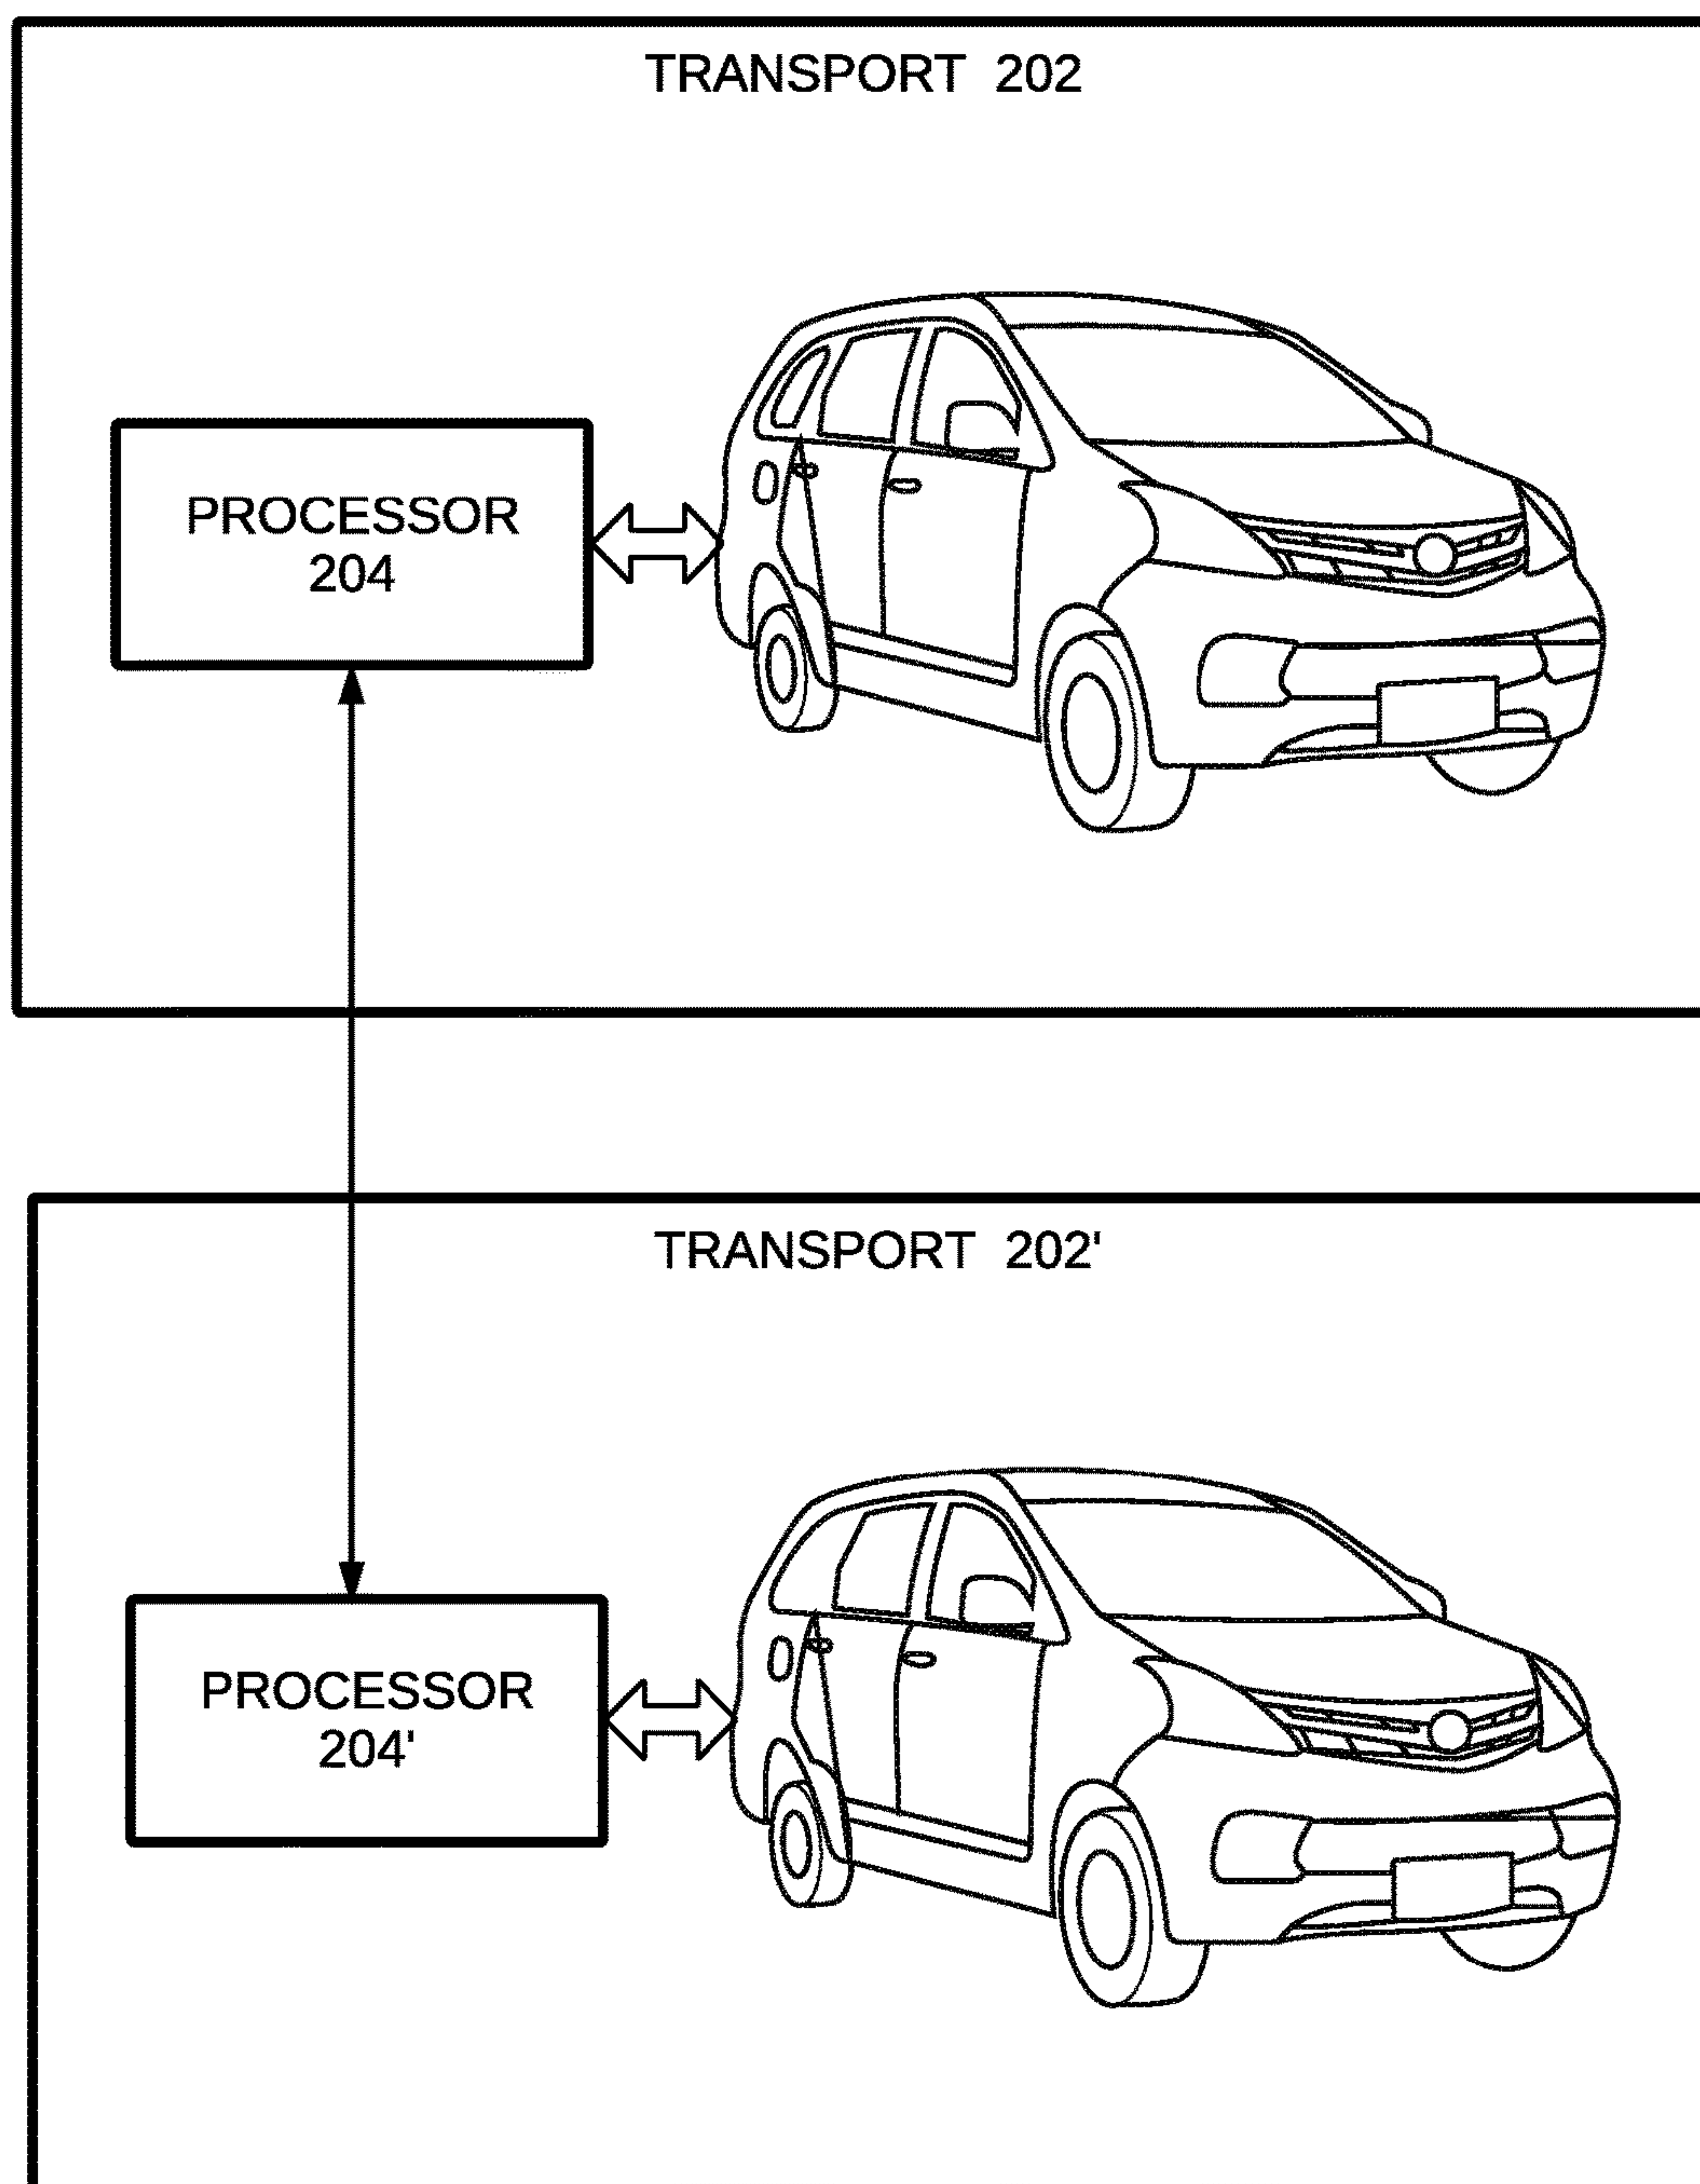 TRANSPORT 202
PROCESSOR
204
TRANSPORT 202'
PROCESSOR
204'